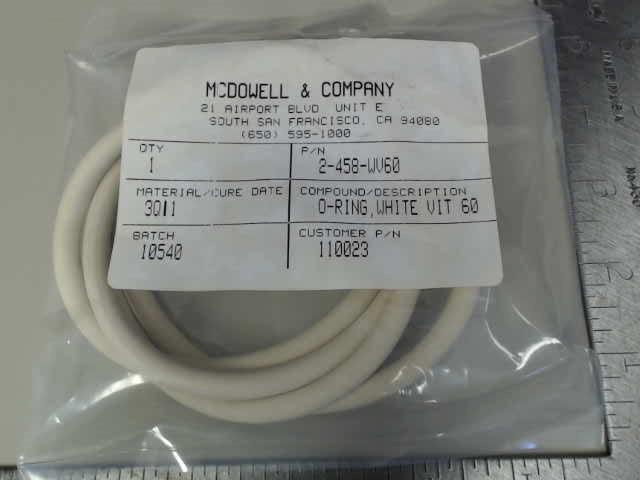 MCDOWELL & COMPANY
21 AIRPORT BLVD UNIT E
SOUTH SAN FRANCISCO, CA 94080
(650) 595-1000
QTY
1
P/N
2-458-WV60
MATERIAL/CURE DATE
3Q11
COMPOUND/DESCRIPTION
O-RING,WHITE VIT 60
BATCH
10540
CUSTOMER P/N
110023